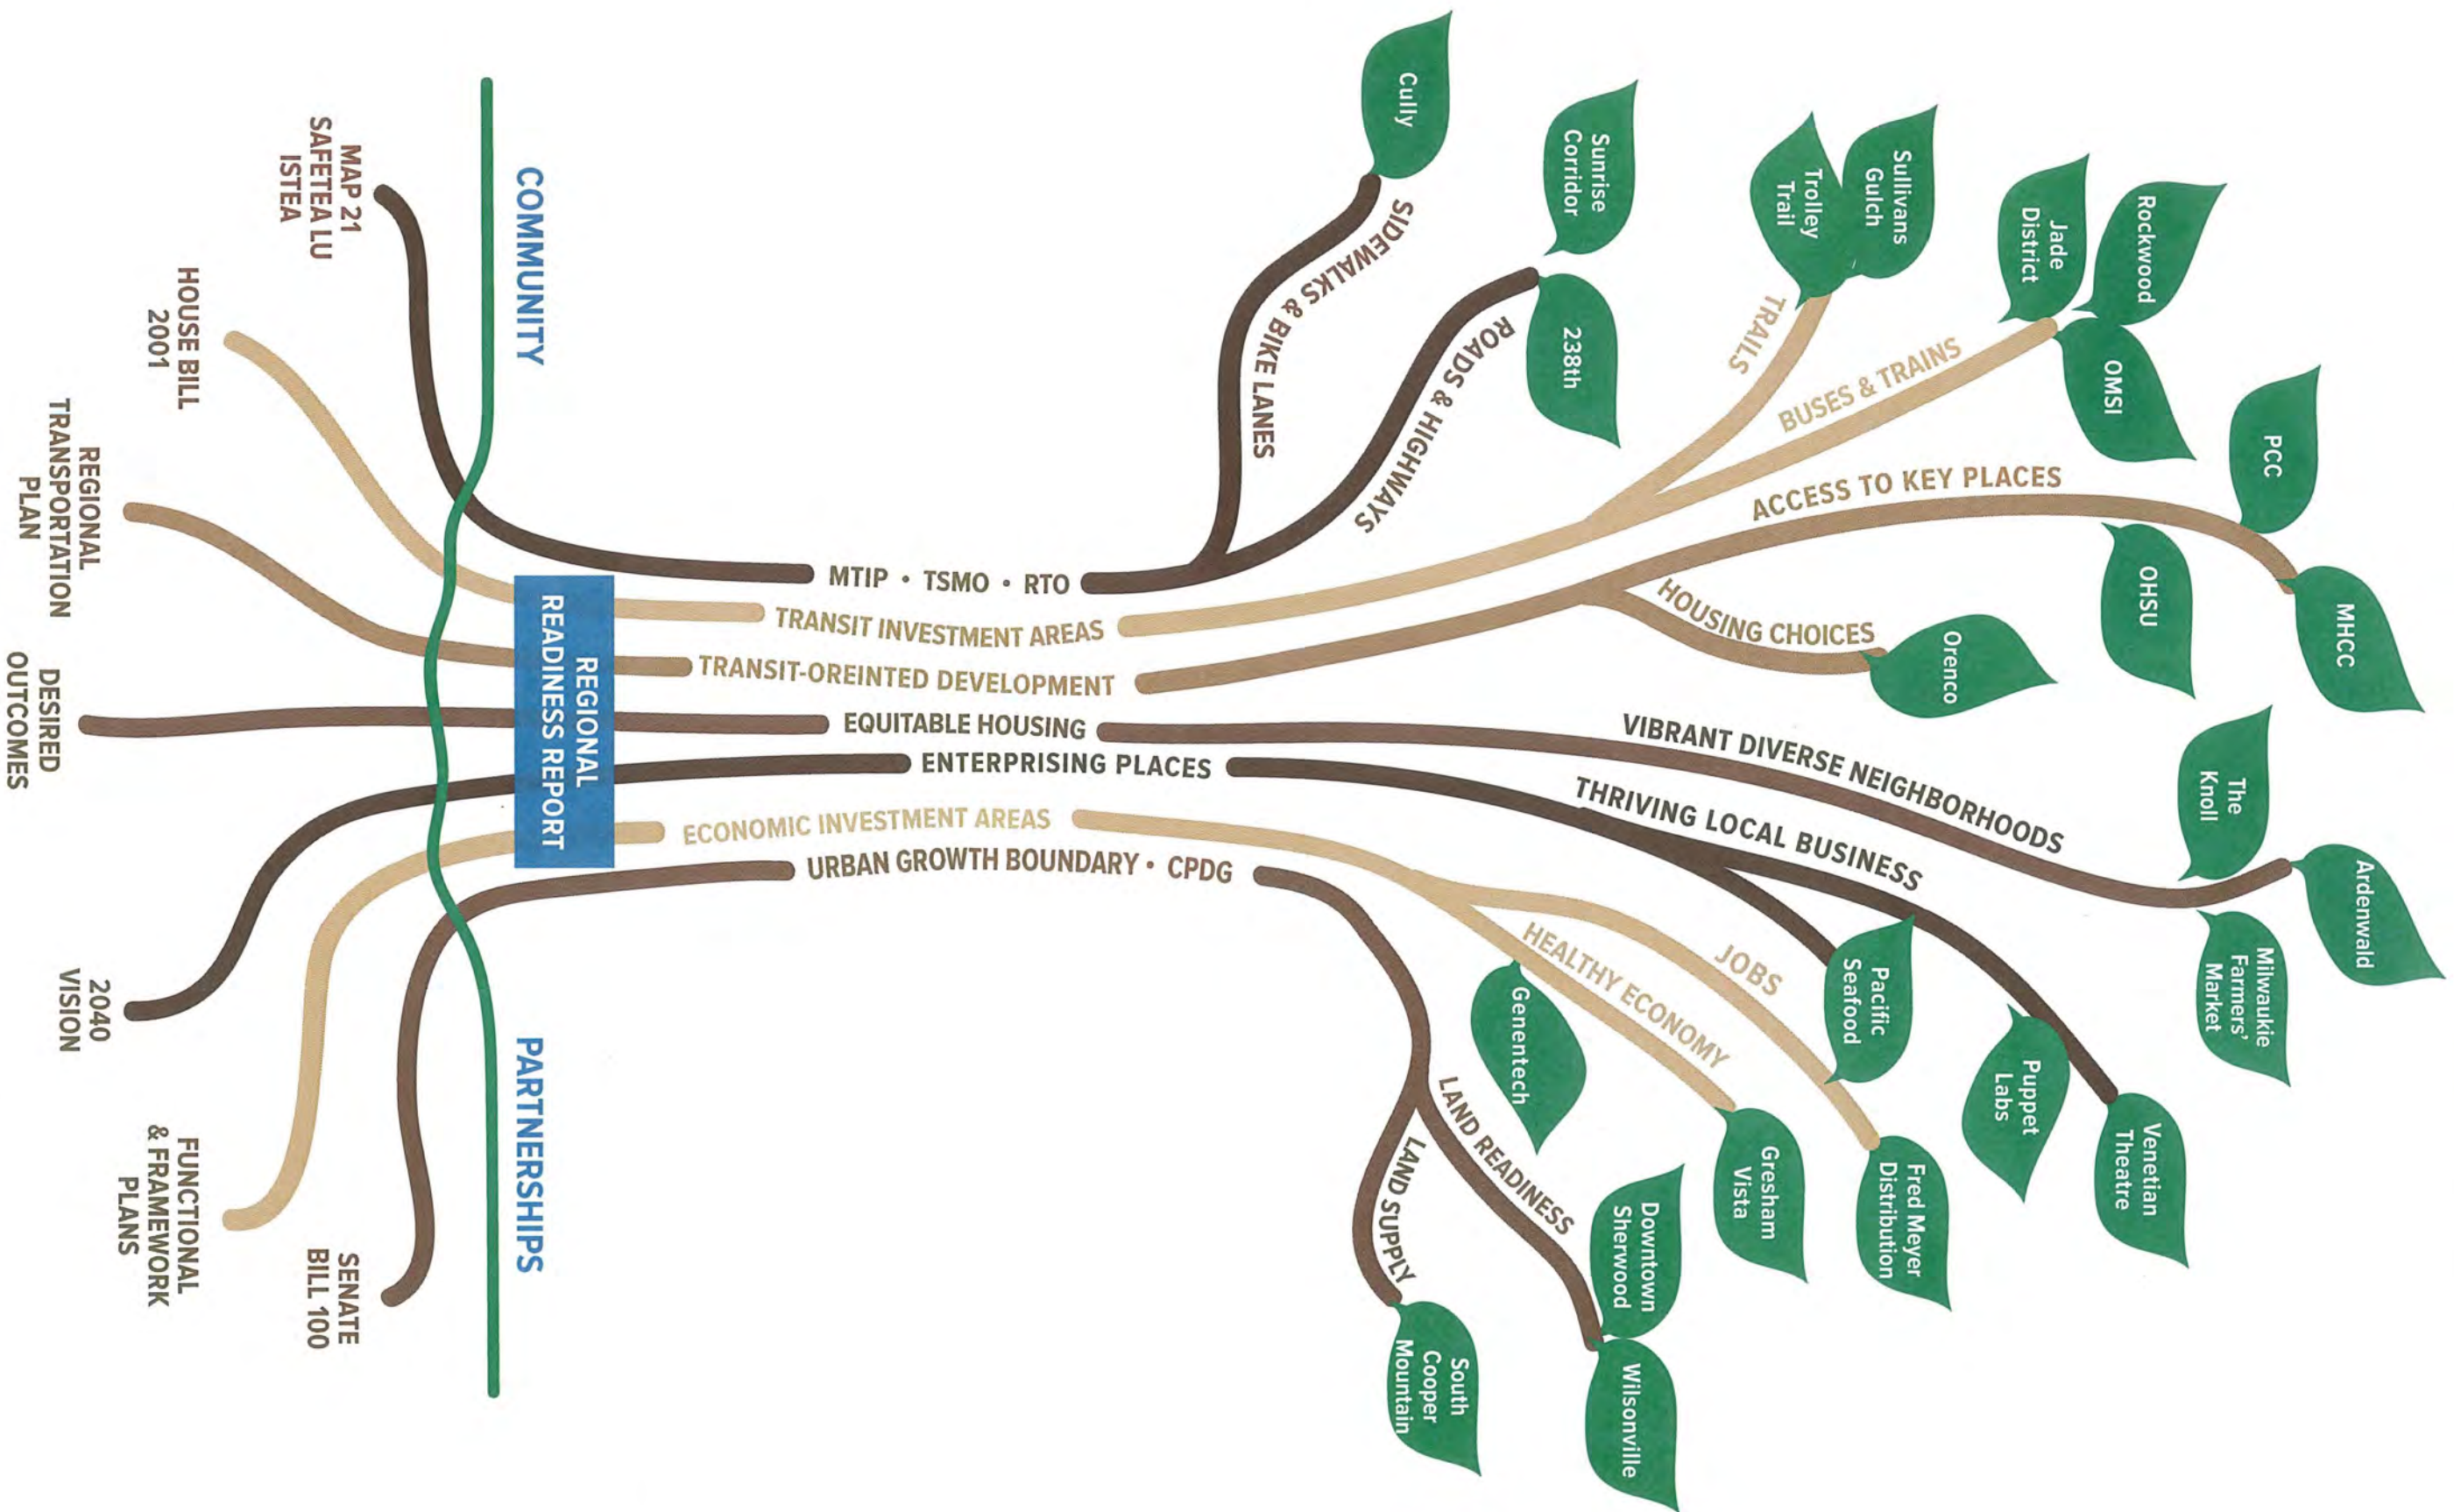 Cully
Sunrise
Corridor
238th
Sullivans
Gulch
Trolley
Trail
Rockwood
Jade
District
OMSI
PCC
OHSU
MHCC
Orenco
The
Knoll
Ardenwald
Milwaukie
Farmers'
Market
Pacific
Seafood
Puppet
Labs
Venetian
Theatre
Genentech
Gresham
Vista
Fred Meyer
Distribution
Downtown
Sherwood
Wilsonville
South
Cooper
Mountain
SIDEWALKS & BIKE LANES
ROADS & HIGHWAYS
TRAILS
BUSES & TRAINS
ACCESS TO KEY PLACES
HOUSING CHOICES
VIBRANT DIVERSE NEIGHBORHOODS
THRIVING LOCAL BUSINESS
JOBS
HEALTHY ECONOMY
LAND READINESS
LAND SUPPLY
MTIP • TSMO • RTO
TRANSIT INVESTMENT AREAS
TRANSIT-OREINTED DEVELOPMENT
EQUITABLE HOUSING
ENTERPRISING PLACES
ECONOMIC INVESTMENT AREAS
URBAN GROWTH BOUNDARY • CPDG
REGIONAL
READINESS REPORT
COMMUNITY
PARTNERSHIPS
MAP 21
SAFETEA LU
ISTEA
HOUSE BILL
2001
REGIONAL
TRANSPORTATION
PLAN
DESIRED
OUTCOMES
2040
VISION
FUNCTIONAL
& FRAMEWORK
PLANS
SENATE
BILL 100